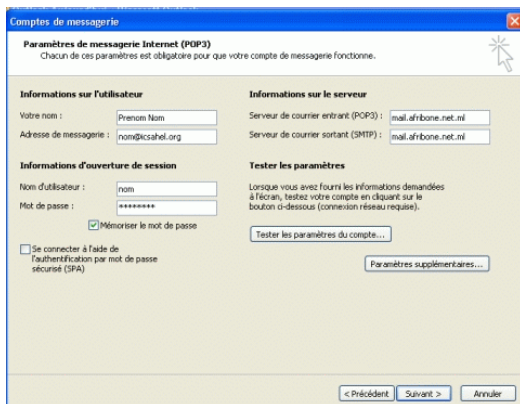 Comptes de messagerie
Paramètres de messagerie Internet (POP3)
Chacun de ces paramètres est obligatoire pour que votre compte de messagerie fonctionne.
Informations sur l'utilisateur
Votre nom :
Prenom Nom
Adresse de messagerie :
nom@icsahel.org
Informations d'ouverture de session
Nom d'utilisateur :
nom
Mot de passe :
********
Mémoriser le mot de passe
Se connecter à l'aide de
l'authentification par mot de passe
sécurisé (SPA)
Informations sur le serveur
Serveur de courrier entrant (POP3) :
mail.afribone.net.ml
Serveur de courrier sortant (SMTP) :
mail.afribone.net.ml
Tester les paramètres
Lorsque vous avez fourni les informations demandées
à l'écran, testez votre compte en cliquant sur le
bouton ci-dessous (connexion réseau requise).
Tester les paramètres du compte...
Paramètres supplémentaires...
< Précédent
Suivant >
Annuler